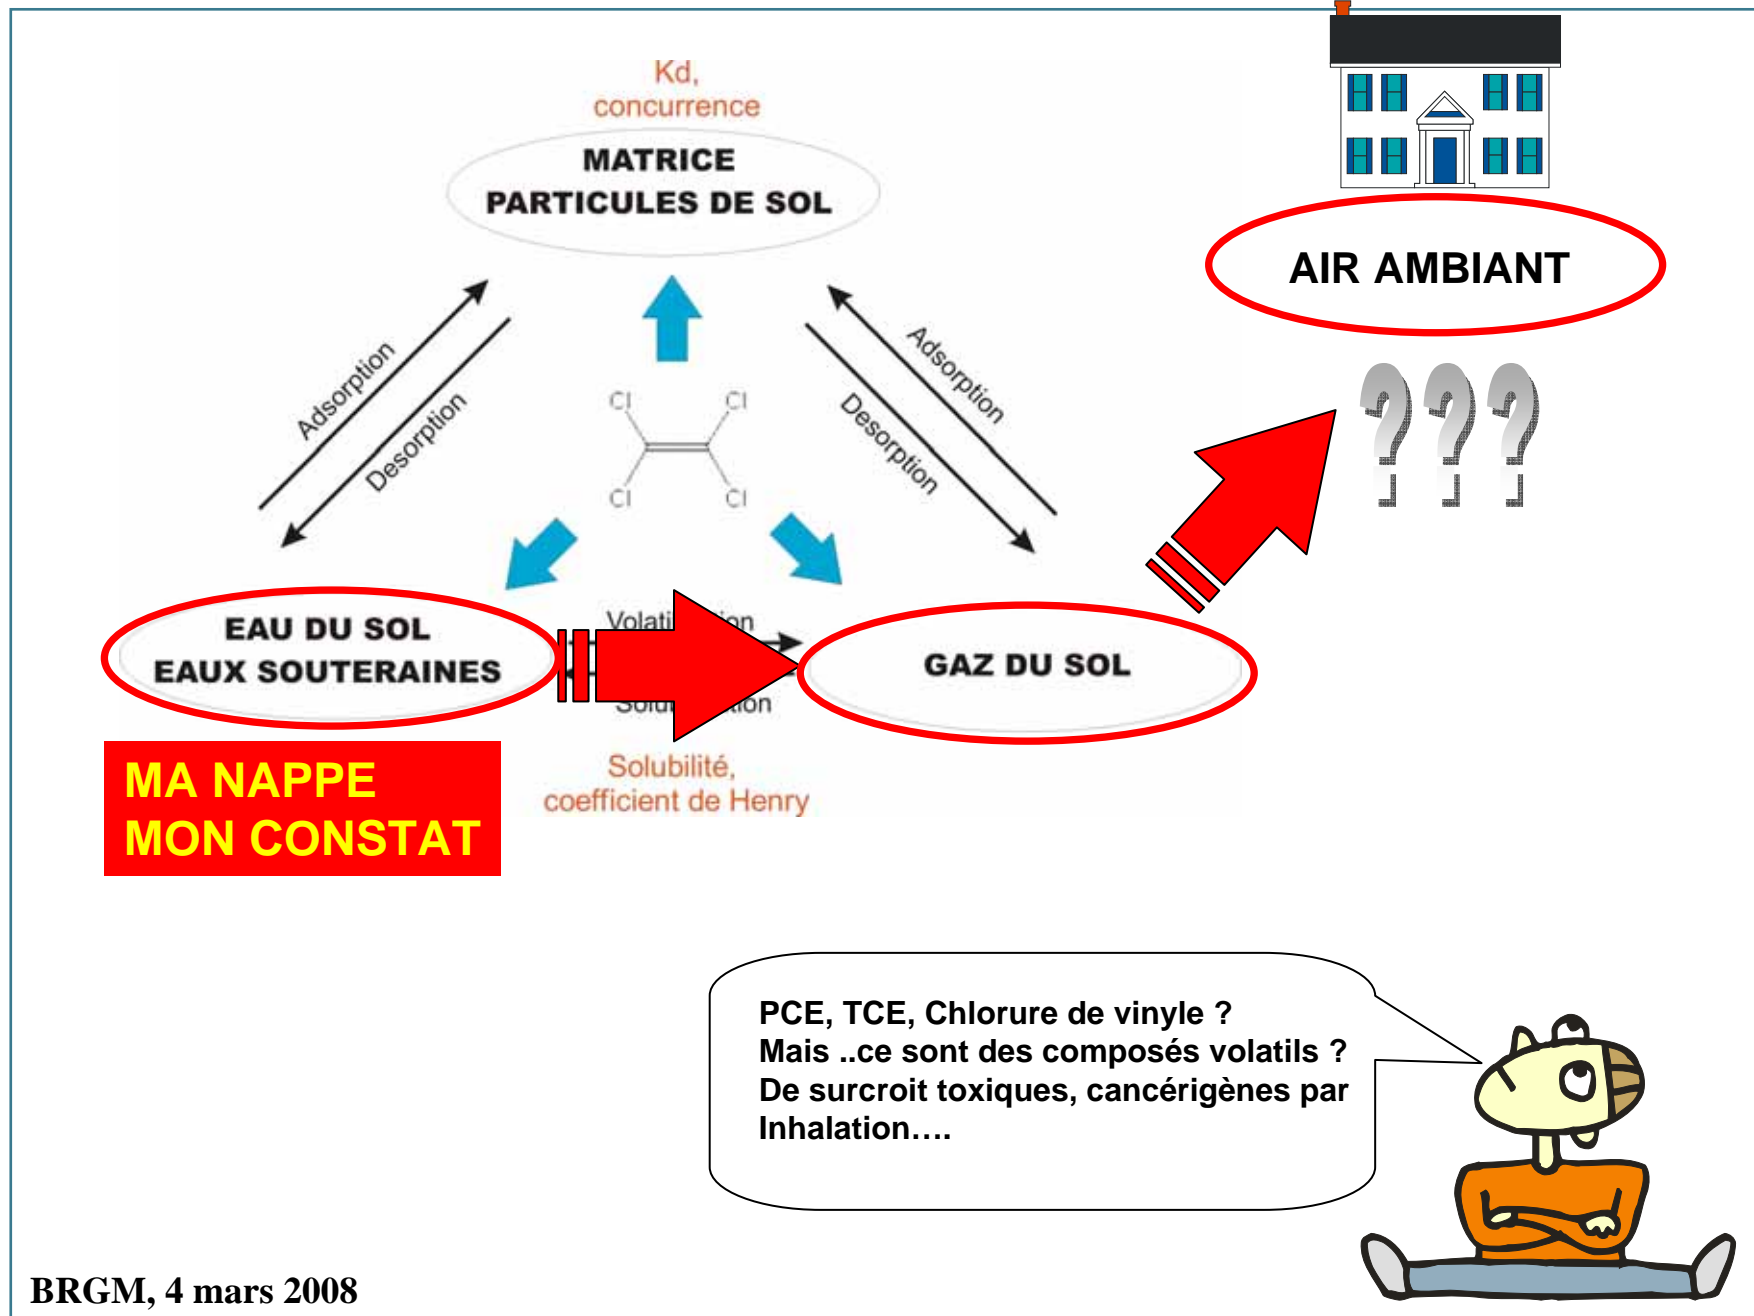 Kd,
concurrence
MATRICE
PARTICULES DE SOL
AIR AMBIANT
???
Adsorption
Desorption
Adsorption
Desorption
Cl
Cl
Cl
Cl
EAU DU SOL
EAUX SOUTERAINES
GAZ DU SOL
Solubilité,
coefficient de Henry
MA NAPPE
MON CONSTAT
PCE, TCE, Chlorure de vinyle ?
Mais ..ce sont des composés volatils ?
De surcroit toxiques, cancérigènes par
Inhalation….
BRGM, 4 mars 2008